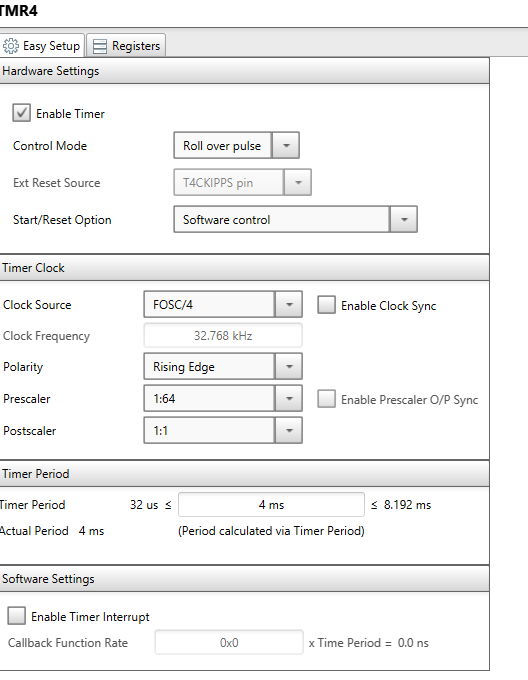 TMR4
Easy Setup Registers
Hardware Settings
Enable Timer
Control Mode Roll over pulse
Ext Reset Source T4CKIPPS pin
Start/Reset Option Software control
Timer Clock
Clock Source FOSC/4 Enable Clock Sync
Clock Frequency 32.768 kHz
Polarity Rising Edge
Prescaler 1:64 Enable Prescaler O/P Sync
Postscaler 1:1
Timer Period
Timer Period 32 us ≤ 4 ms ≤ 8.192 ms
Actual Period 4 ms (Period calculated via Timer Period)
Software Settings
Enable Timer Interrupt
Callback Function Rate 0x0 x Time Period = 0.0 ns